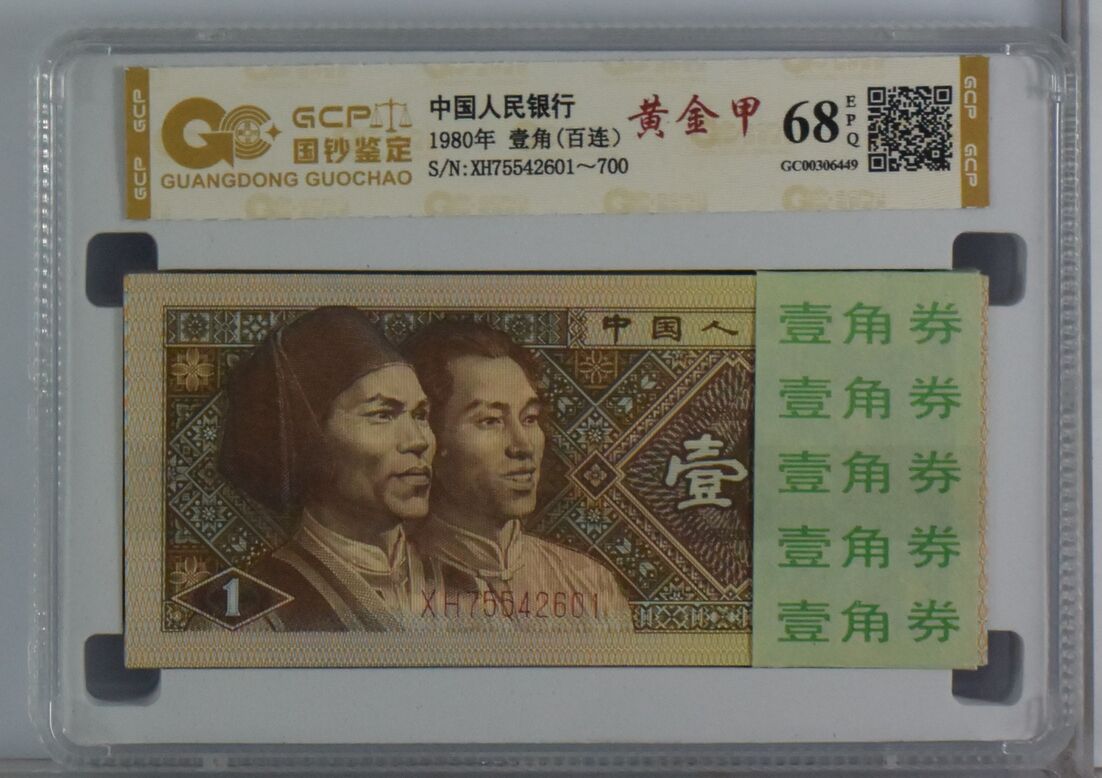 GCP
GCP
GCP
国钞鉴定
GUANGDONG GUOCHAO
中国人民银行
1980年 壹角(百连)
S/N:XH75542601～700
黄金甲
68
EPQ
GC00306449
GCP
GCP
中国人
壹
1
XH75542601
壹角券
壹角券
壹角券
壹角券
壹角券